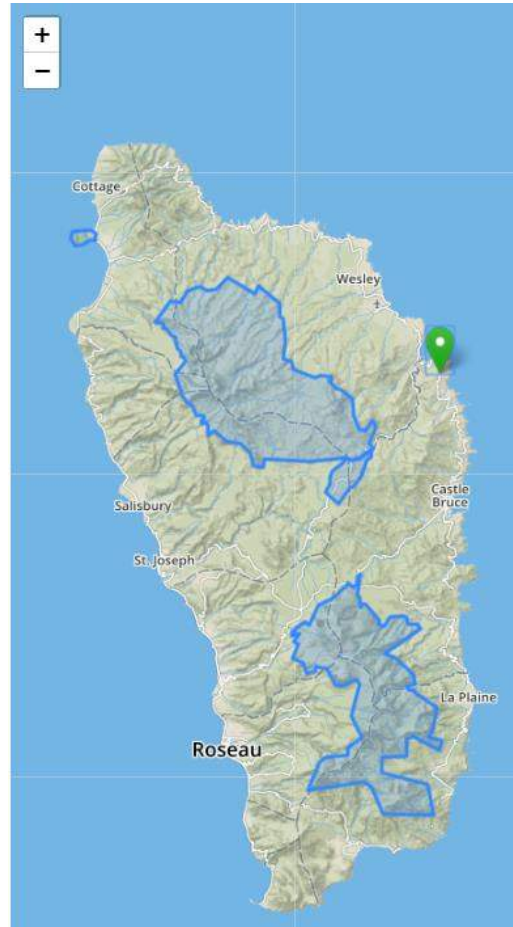 +
−
Cottage
Wesley
Castle
Bruce
Salisbury
St. Joseph
La Plaine
Roseau